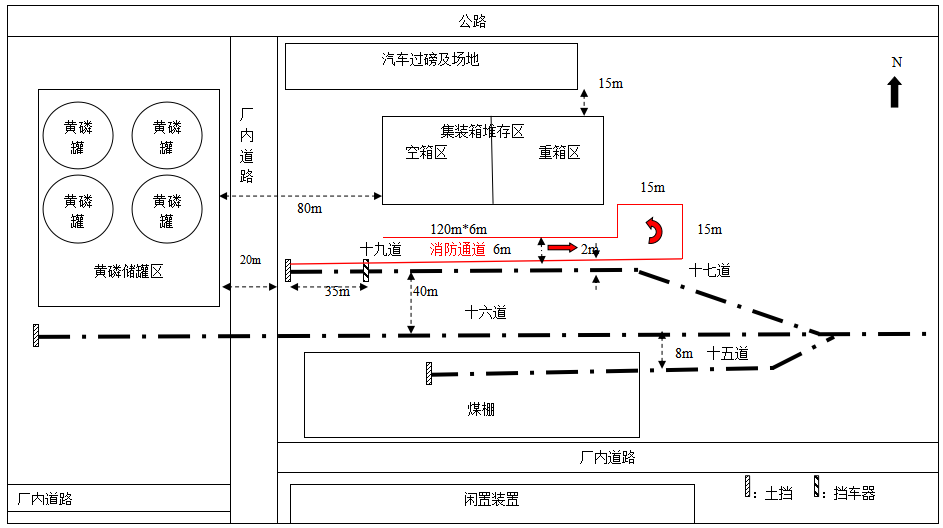 公路
汽车过磅及场地
N
15m
厂
内
道
路
黄磷
罐
黄磷
罐
集装箱堆存区
空箱区
重箱区
黄磷
罐
黄磷
罐
80m
15m
120m*6m
15m
十九道
消防通道
6m
2m
黄磷储罐区
20m
十七道
35m
40m
十六道
8m
十五道
煤棚
厂内道路
厂内道路
闲置装置
：土挡
：挡车器